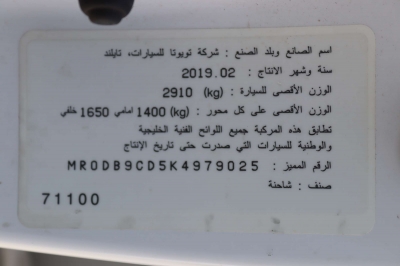 اسم الصانع وبلد الصنع : شركة تويوتا للسيارات، تايلند
سنة وشهر الانتاج : 2019.02
الوزن الأقصى للسيارة : 2910 (kg)
الوزن الأقصى على كل محور : (kg) 1400 امامي 1650 خلفي
تطابق هذه المركبة جميع اللوائح الفنية الخليجية
والوطنية للسيارات التي صدرت حتى تاريخ الإنتاج
الرقم المميز : MR0DB9CD5K4979025
صنف : شاحنة
71100